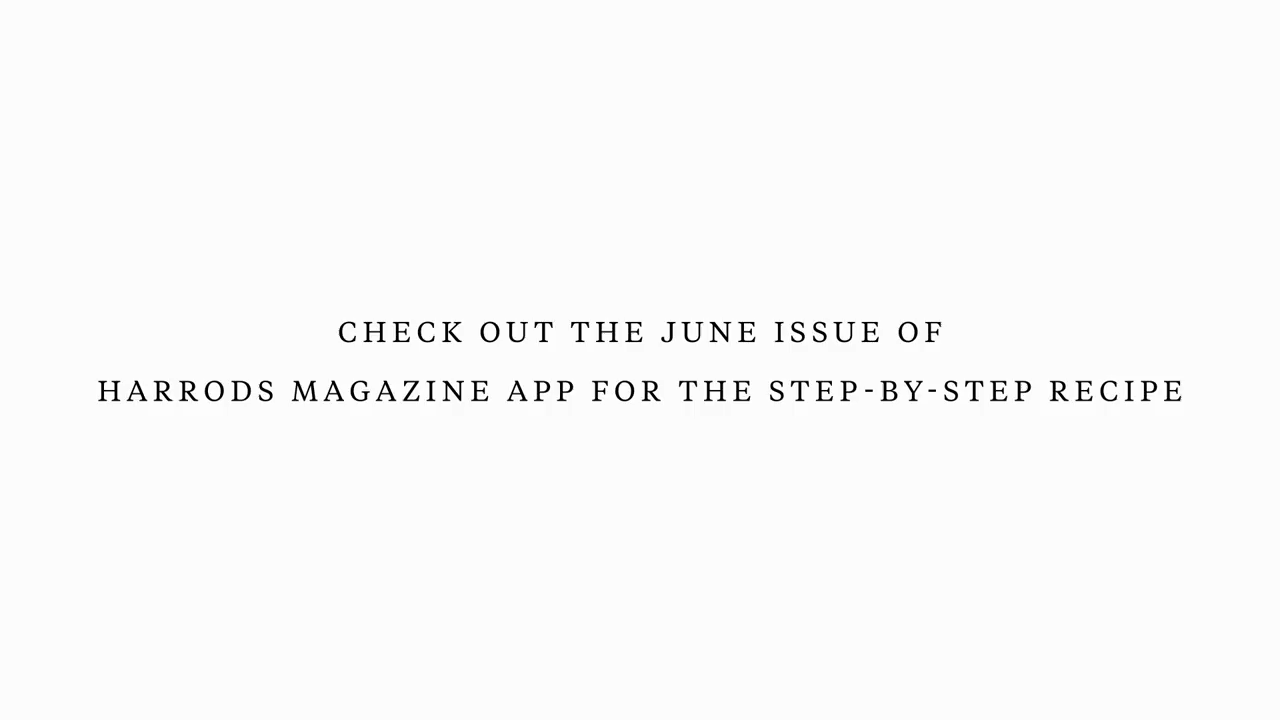 CHECK OUT THE JUNE ISSUE OF
HARRODS MAGAZINE APP FOR THE STEP-BY-STEP RECIPE